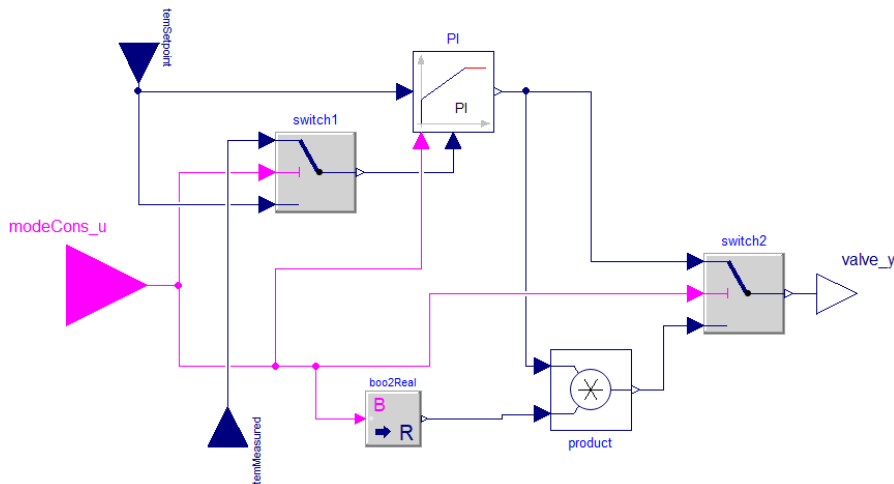 temSetpoint
PI
PI
switch1
modeCons_u
switch2
valve_y
boo2Real
B
R
product
temMeasured